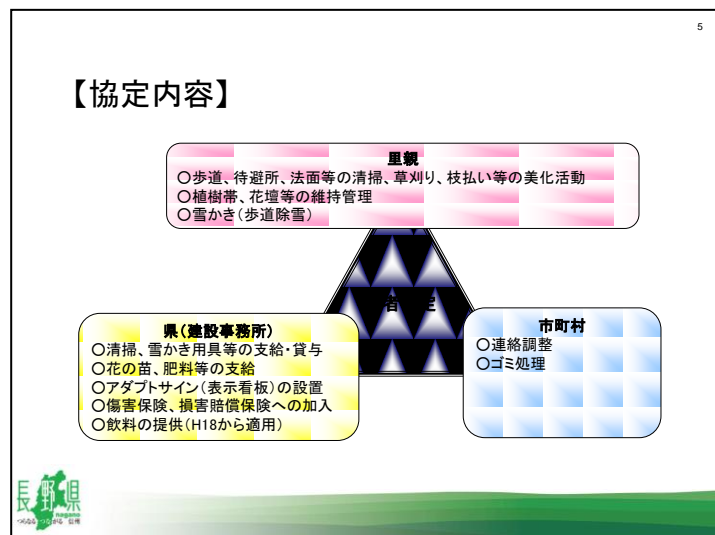 5
【協定内容】
里親
○歩道、待避所、法面等の清掃、草刈り、枝払い等の美化活動
○植樹帯、花壇等の維持管理
○雪かき(歩道除雪)
県(建設事務所)
○清掃、雪かき用具等の支給・貸与
○花の苗、肥料等の支給
○アダプトサイン(表示看板)の設置
○傷害保険、損害賠償保険への加入
○飲料の提供(H18から適用)
市町村
○連絡調整
○ゴミ処理
長野県
nagano